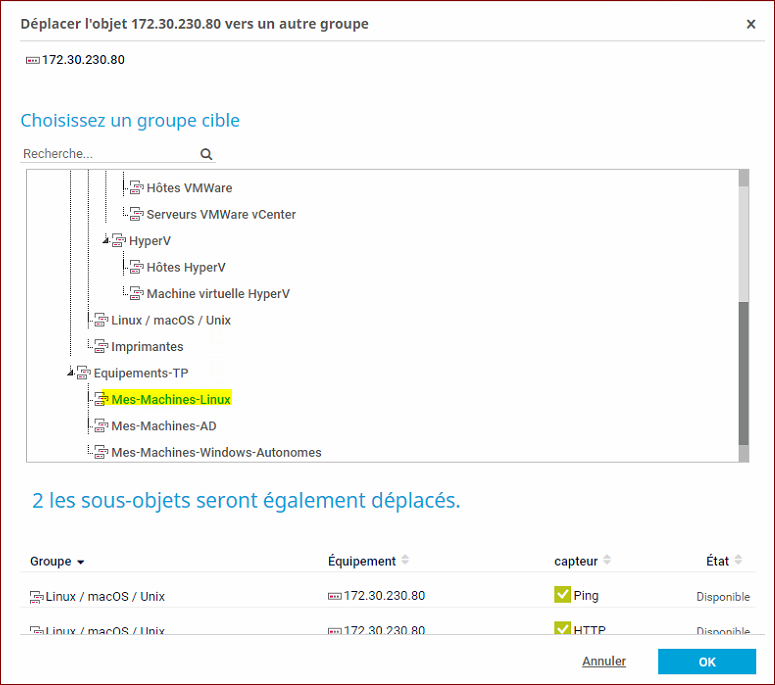 Déplacer l'objet 172.30.230.80 vers un autre groupe ×
172.30.230.80
Choisissez un groupe cible
Recherche...
Hôtes VMWare
Serveurs VMWare vCenter
HyperV
Hôtes HyperV
Machine virtuelle HyperV
Linux / macOS / Unix
Imprimantes
Equipements-TP
Mes-Machines-Linux
Mes-Machines-AD
Mes-Machines-Windows-Autonomes
2 les sous-objets seront également déplacés.
Groupe Équipement capteur État
Linux / macOS / Unix 172.30.230.80 Ping Disponible
Linux / macOS / Unix 172.30.230.80 HTTP Disponible
Annuler OK